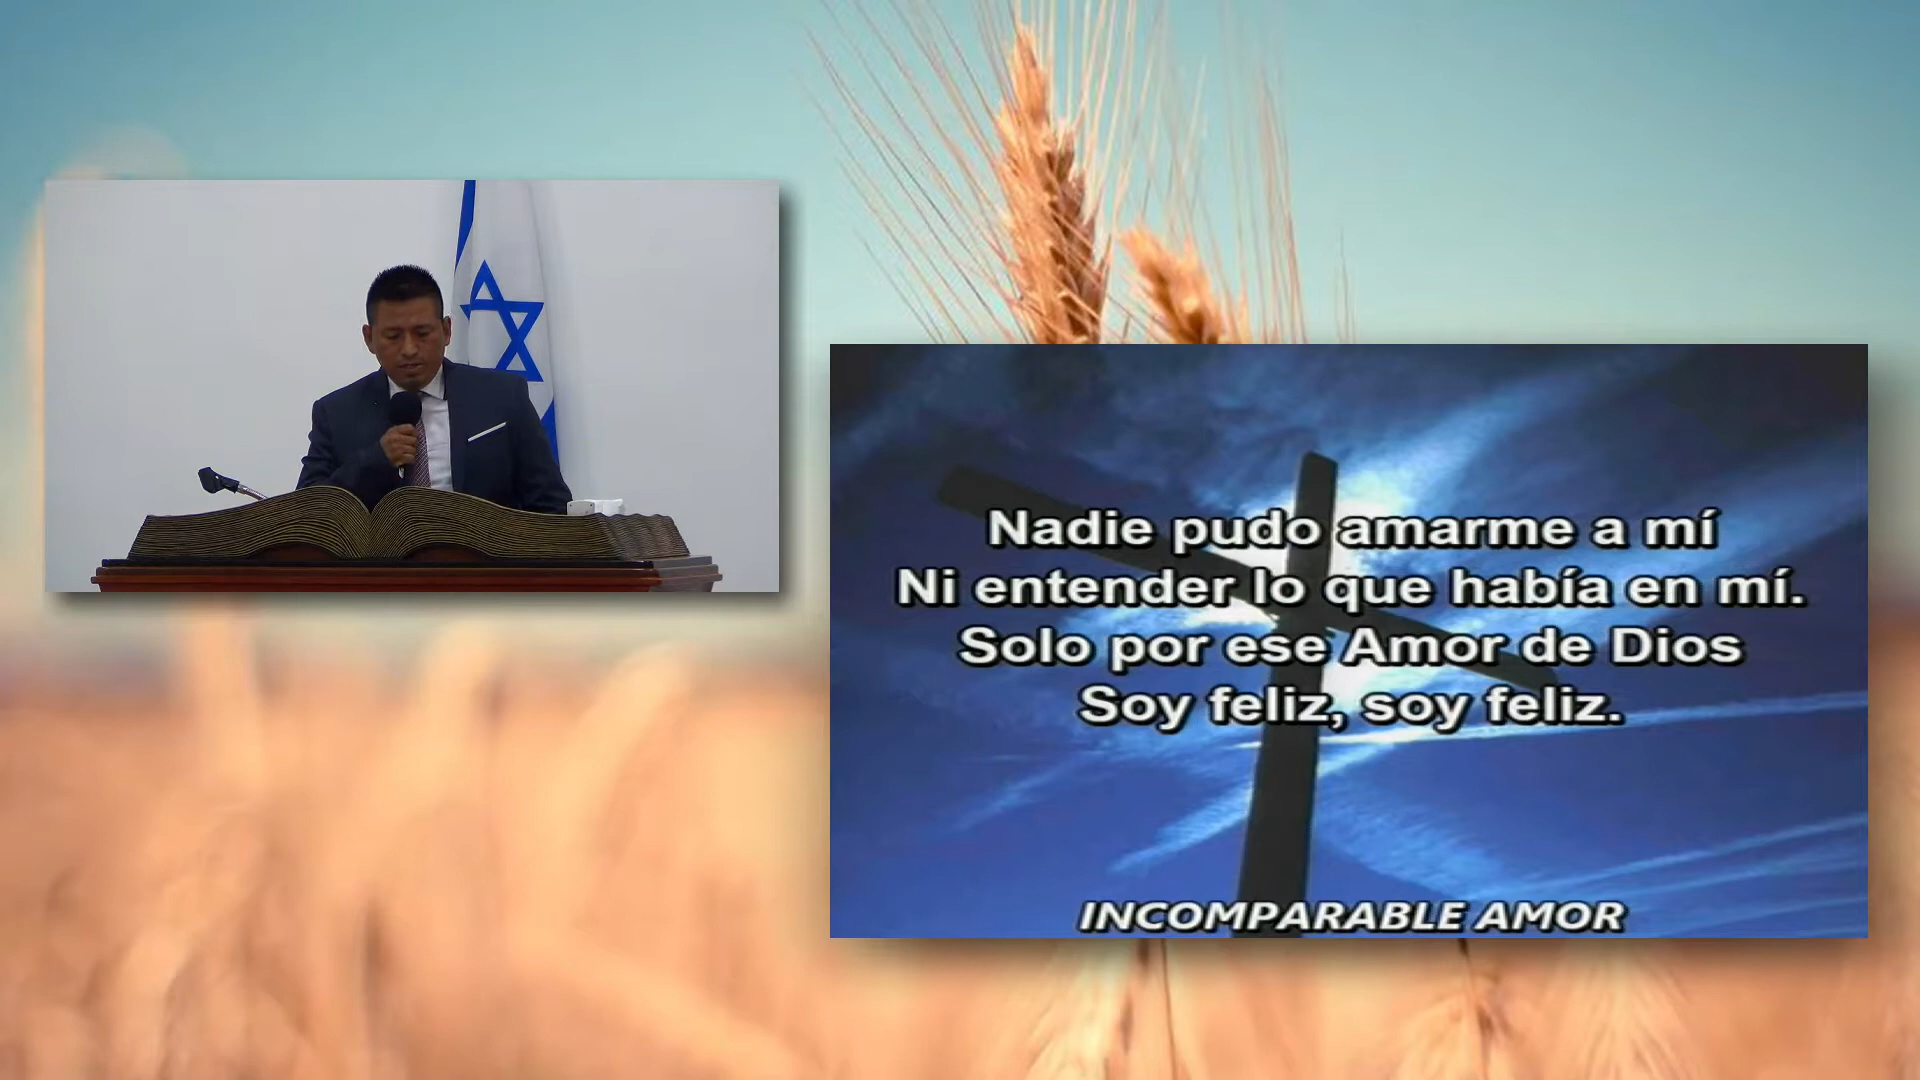 Nadie pudo amarme a mí
Ni entender lo que había en mí.
Solo por ese Amor de Dios
Soy feliz, soy feliz.
INCOMPARABLE AMOR